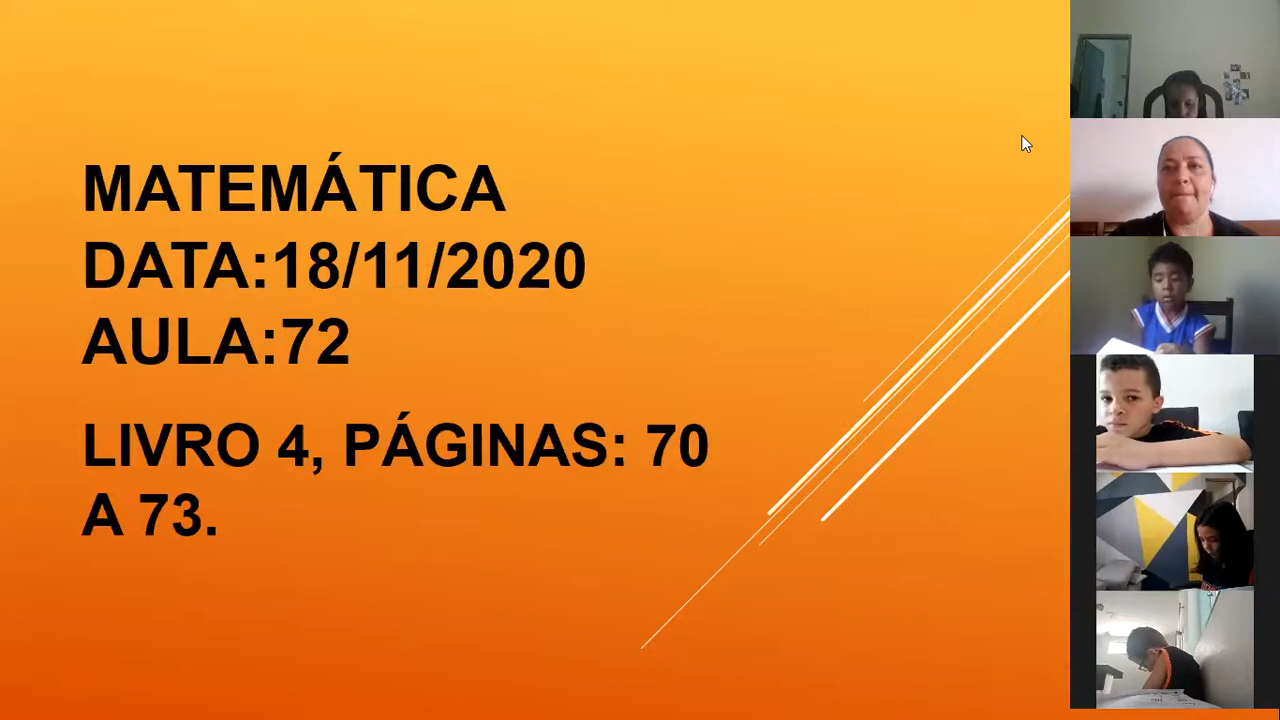 MATEMÁTICA
DATA:18/11/2020
AULA:72
LIVRO 4, PÁGINAS: 70
A 73.